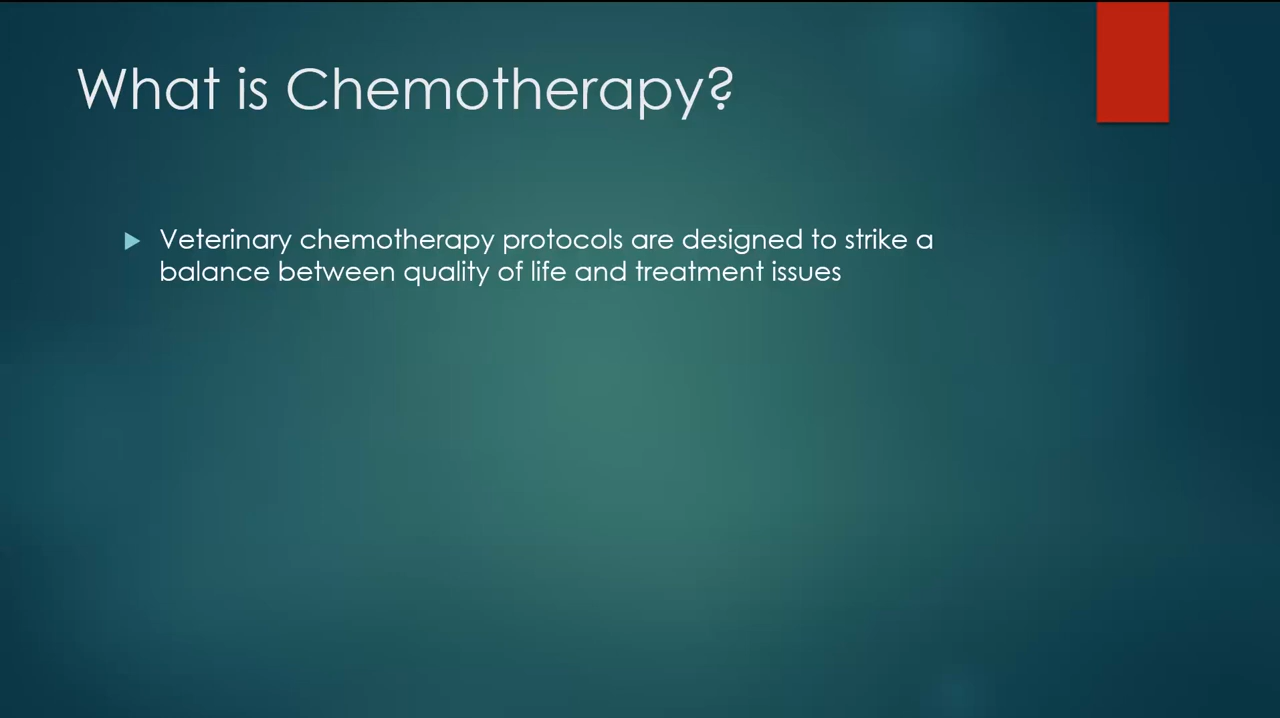 What is Chemotherapy?
Veterinary chemotherapy protocols are designed to strike a
balance between quality of life and treatment issues